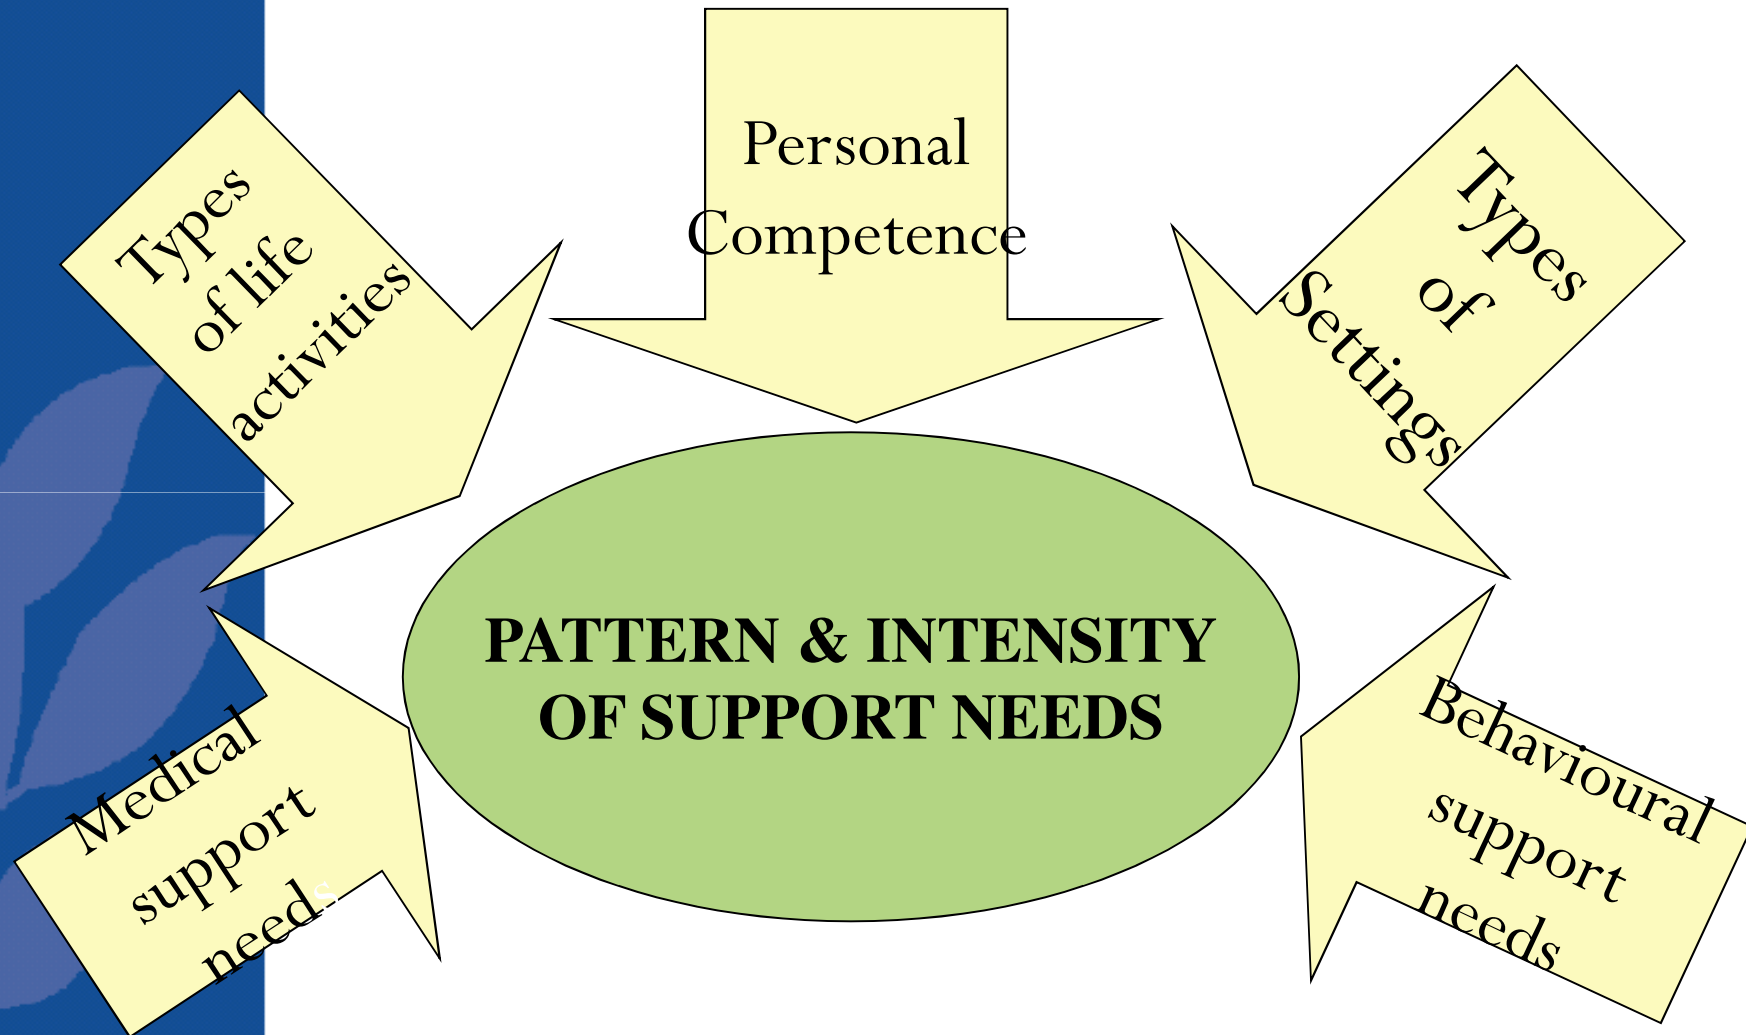 Personal
Competence
Types
of life
activities
Types
of
Settings
PATTERN & INTENSITY
OF SUPPORT NEEDS
Medical
support
needs
Behavioural
support
needs